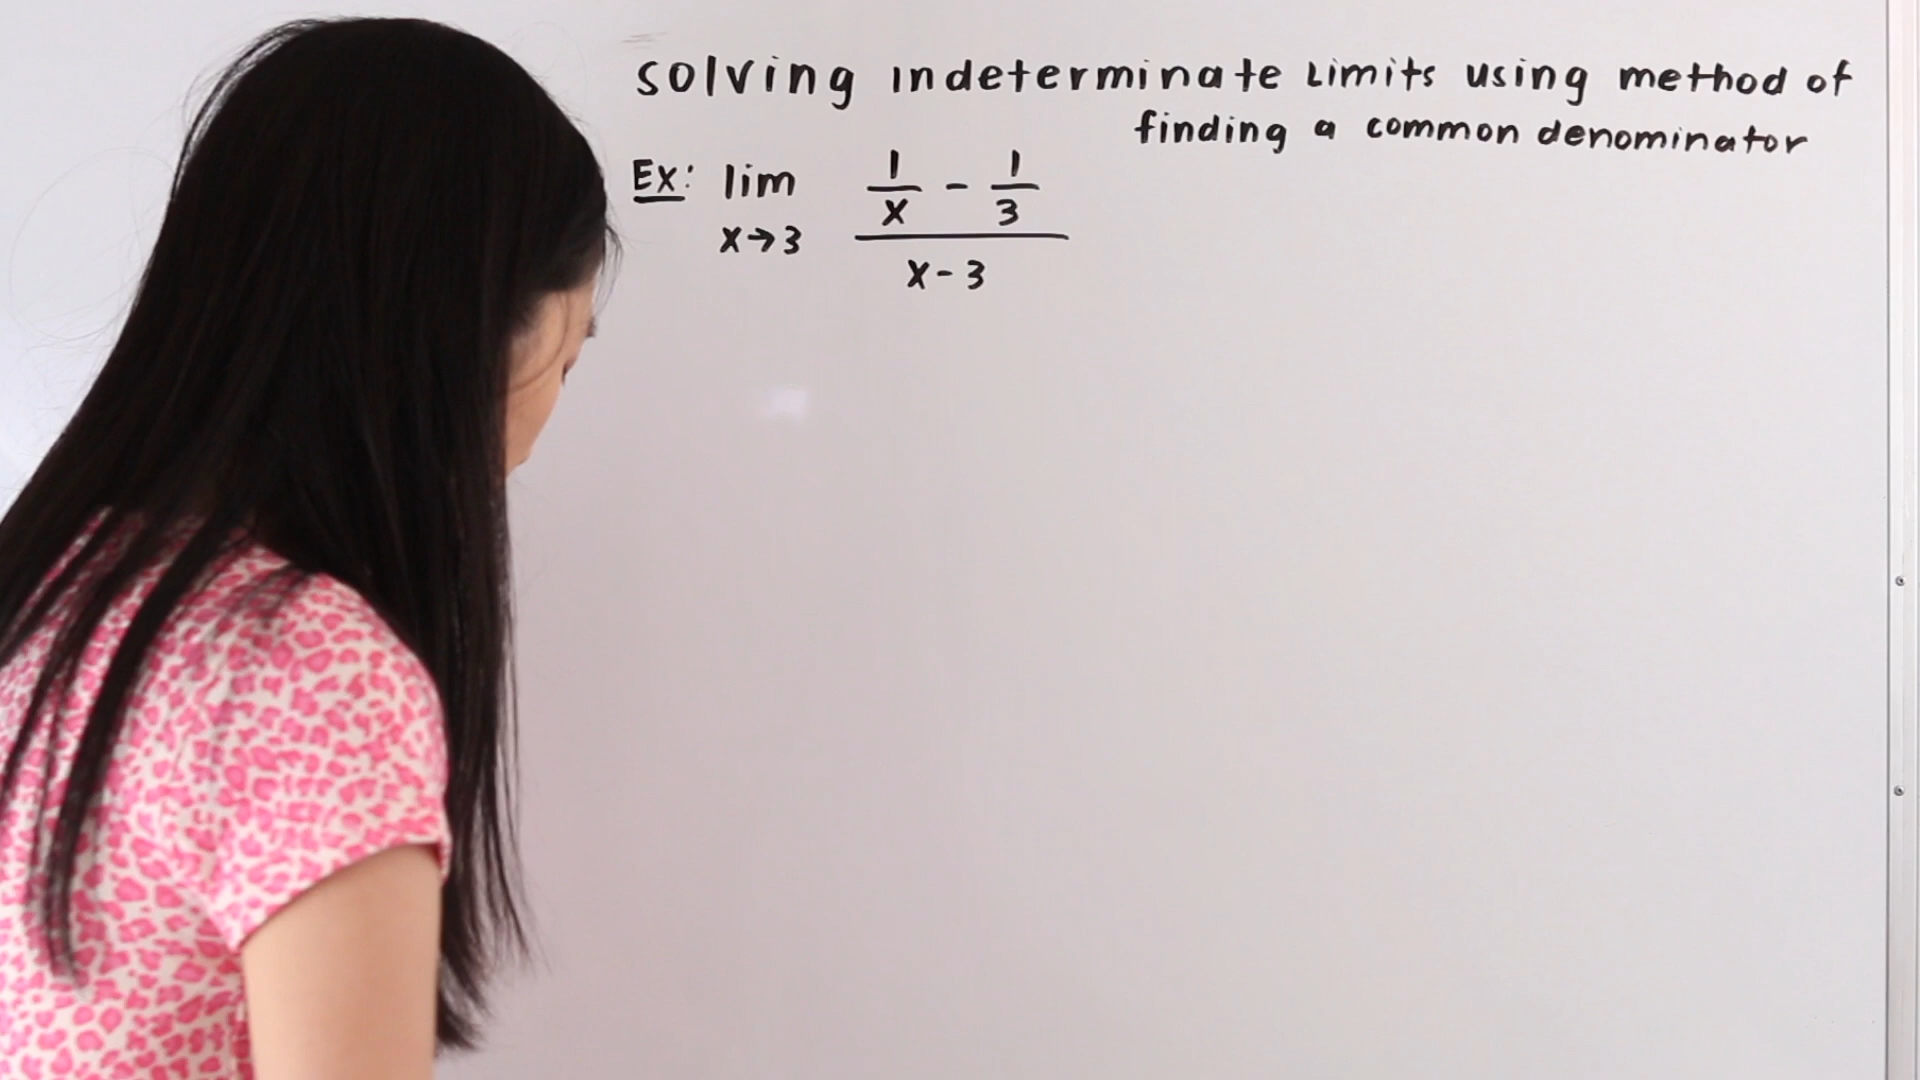 solving indeterminate limits using method of
finding a common denominator
Ex: lim 1/x - 1/3
x→3 x-3